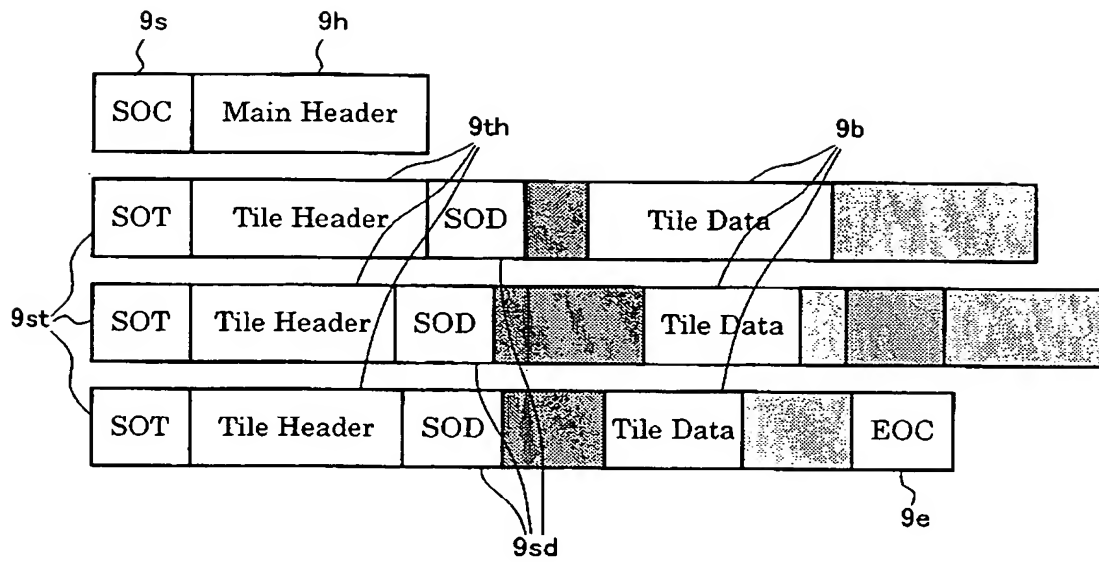 9s 9h
SOC Main Header
9th 9b
SOT Tile Header SOD Tile Data
9st SOT Tile Header SOD Tile Data
SOT Tile Header SOD Tile Data EOC
9sd 9e